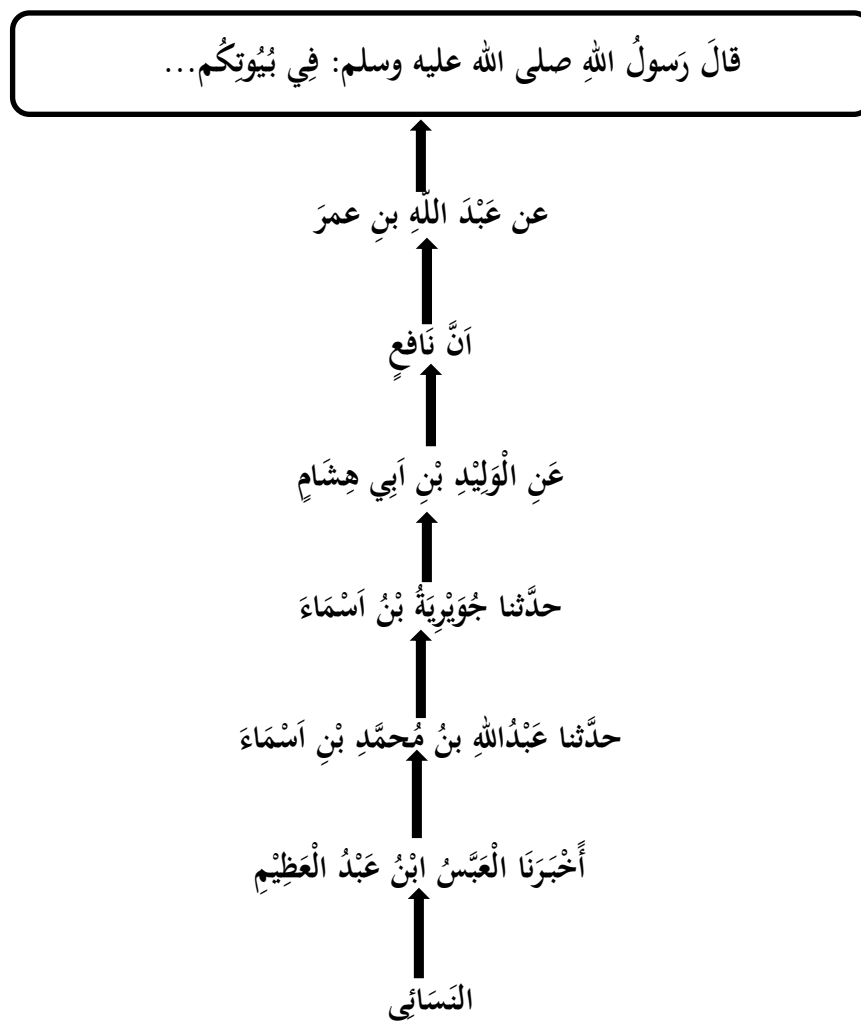 قالَ رَسولُ اللهِ صلى الله عليه وسلم: فِي بُيُوتِكُم...
عن عَبْدَ اللّٰهِ بنِ عمرَ
اَنَّ نَافعٍ
عَنِ الْوَلِيْدِ بْنِ اَبِي هِشَامٍ
حدَّثنا جُوَيْرِيَةُ بْنُ اَسْمَاءَ
حدَّثنا عَبْدُاللهِ بنُ مُحمَّدِ بْنِ اَسْمَاءَ
أًخْبَرَنَا الْعَبَّسُ ابْنُ عَبْدُ الْعَظِيْمِ
النَسَائِى